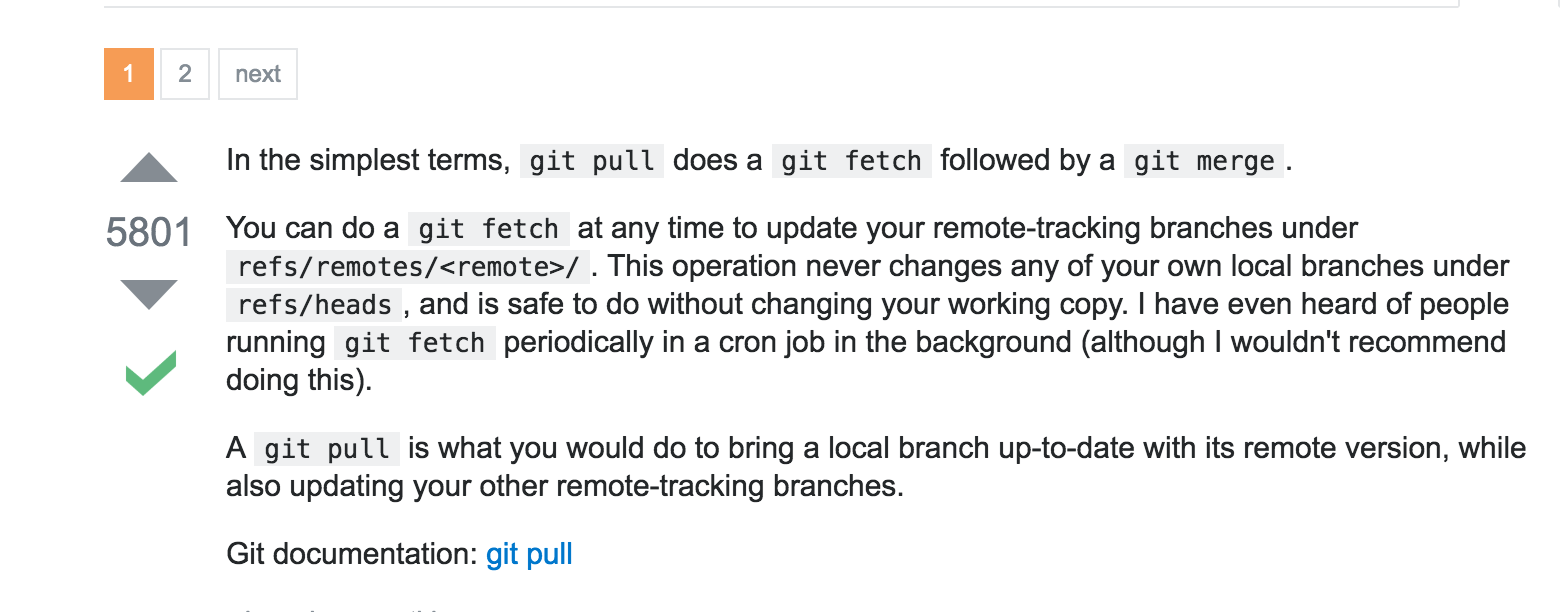 1 2 next
In the simplest terms, git pull does a git fetch followed by a git merge.
5801
You can do a git fetch at any time to update your remote-tracking branches under
refs/remotes/<remote>/. This operation never changes any of your own local branches under
refs/heads, and is safe to do without changing your working copy. I have even heard of people
running git fetch periodically in a cron job in the background (although I wouldn't recommend
doing this).
A git pull is what you would do to bring a local branch up-to-date with its remote version, while
also updating your other remote-tracking branches.
Git documentation: git pull